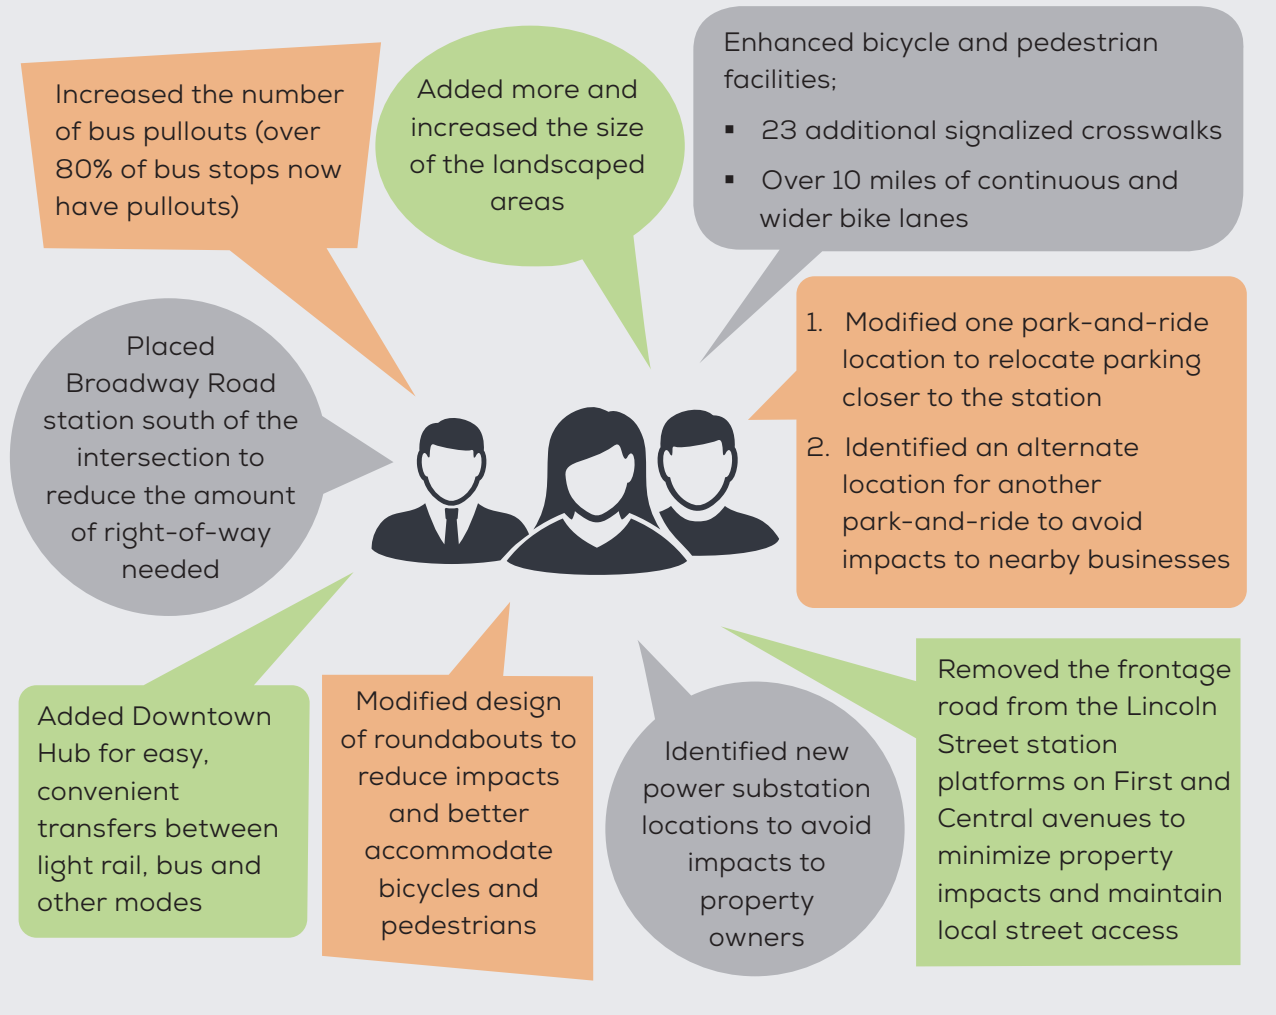 Increased the number
of bus pullouts (over
80% of bus stops now
have pullouts)
Added more and
increased the size
of the landscaped
areas
Enhanced bicycle and pedestrian
facilities;
▪ 23 additional signalized crosswalks
▪ Over 10 miles of continuous and
wider bike lanes
Placed
Broadway Road
station south of the
intersection to
reduce the amount
of right-of-way
needed
1. Modified one park-and-ride
location to relocate parking
closer to the station
2. Identified an alternate
location for another
park-and-ride to avoid
impacts to nearby businesses
Added Downtown
Hub for easy,
convenient
transfers between
light rail, bus and
other modes
Modified design
of roundabouts to
reduce impacts
and better
accommodate
bicycles and
pedestrians
Identified new
power substation
locations to avoid
impacts to
property
owners
Removed the frontage
road from the Lincoln
Street station
platforms on First and
Central avenues to
minimize property
impacts and maintain
local street access